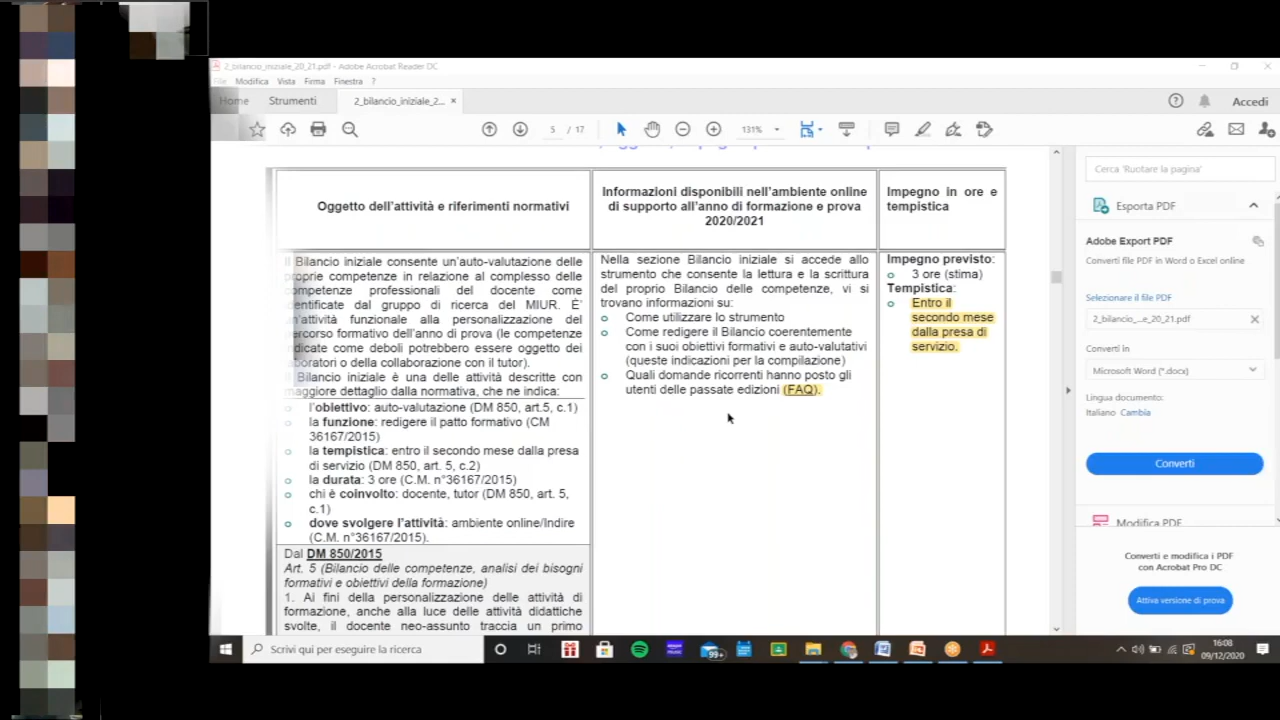 2_bilancio_iniziale_20_21.pdf - Adobe Acrobat Reader DC
File Modifica Vista Firma Finestra ?
Home Strumenti 2_bilancio_iniziale_2... × Accedi
5 / 17 131%
Oggetto dell'attività e riferimenti normativi
Informazioni disponibili nell'ambiente online
di supporto all'anno di formazione e prova
2020/2021
Impegno in ore e
tempistica
Il Bilancio iniziale consente un'auto-valutazione delle
proprie competenze in relazione al complesso delle
competenze professionali del docente come
identificate dal gruppo di ricerca del MIUR. È'
un'attività funzionale alla personalizzazione del
percorso formativo dell'anno di prova (le competenze
indicate come deboli potrebbero essere oggetto dei
laboratori o della collaborazione con il tutor).
Il Bilancio iniziale è una delle attività descritte con
maggiore dettaglio dalla normativa, che ne indica:
l'obiettivo: auto-valutazione (DM 850, art.5, c.1)
la funzione: redigere il patto formativo (CM
36167/2015)
la tempistica: entro il secondo mese dalla presa
di servizio (DM 850, art. 5, c.2)
la durata: 3 ore (C.M. n°36167/2015)
chi è coinvolto: docente, tutor (DM 850, art. 5,
c.1)
dove svolgere l'attività: ambiente online/Indire
(C.M. n°36167/2015).
Dal DM 850/2015
Art. 5 (Bilancio delle competenze, analisi dei bisogni
formativi e obiettivi della formazione)
1. Ai fini della personalizzazione delle attività di
formazione, anche alla luce delle attività didattiche
svolte, il docente neo-assunto traccia un primo
Nella sezione Bilancio iniziale si accede allo
strumento che consente la lettura e la scrittura
del proprio Bilancio delle competenze, vi si
trovano informazioni su:
Come utilizzare lo strumento
Come redigere il Bilancio coerentemente
con i suoi obiettivi formativi e auto-valutativi
(queste indicazioni per la compilazione)
Quali domande ricorrenti hanno posto gli
utenti delle passate edizioni (FAQ).
Impegno previsto:
3 ore (stima)
Tempistica:
Entro il
secondo mese
dalla presa di
servizio.
Cerca 'Ruotare la pagina'
Esporta PDF
Adobe Export PDF
Converti file PDF in Word o Excel online
Selezionare il file PDF
2_bilancio_...e_20_21.pdf ×
Converti in
Microsoft Word (*.docx)
Lingua documento:
Italiano Cambia
Converti
Modifica PDF
Converti e modifica i PDF
con Acrobat Pro DC
Attiva versione di prova
Scrivi qui per eseguire la ricerca
99+
16:08
09/12/2020